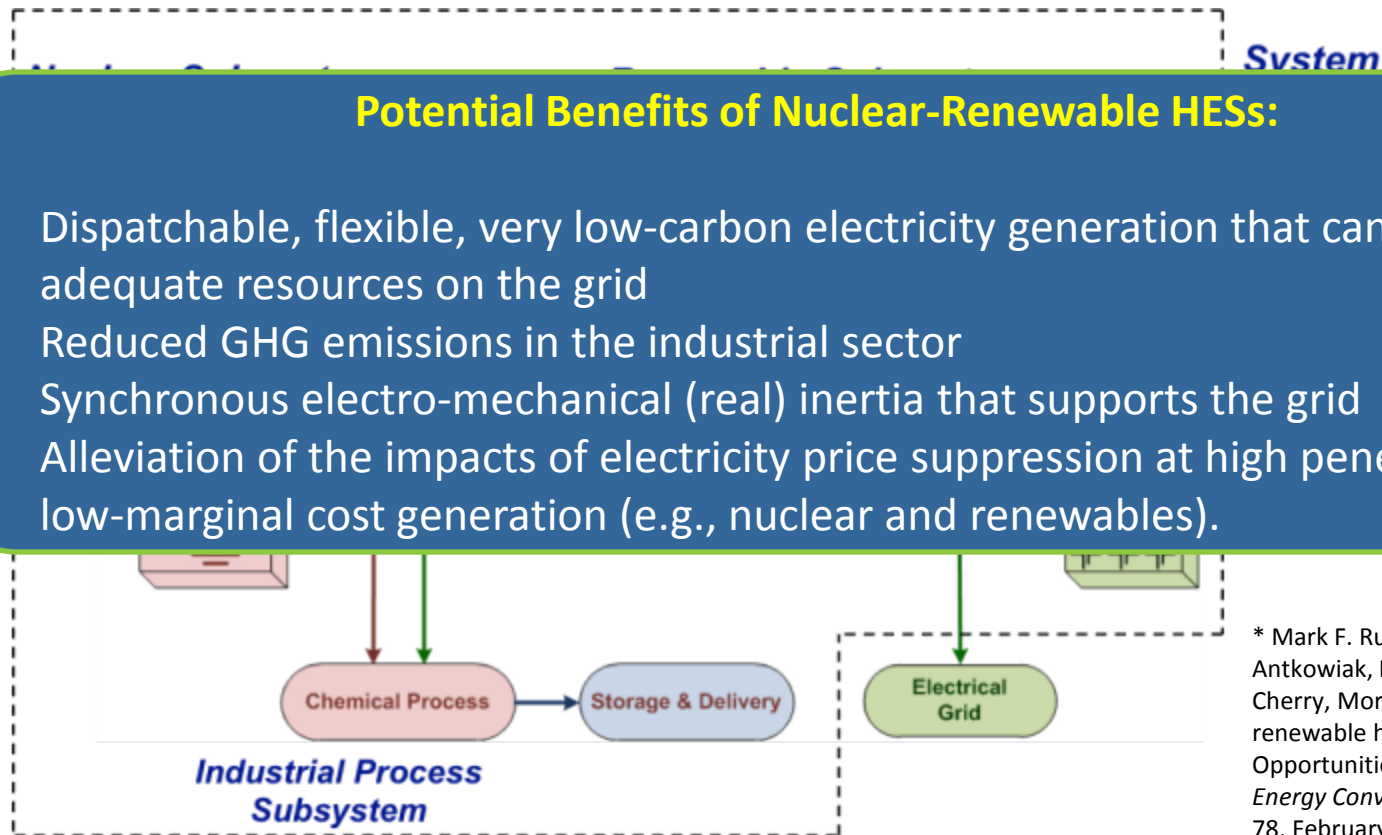 System
Potential Benefits of Nuclear-Renewable HESs:
Dispatchable, flexible, very low-carbon electricity generation that can
adequate resources on the grid
Reduced GHG emissions in the industrial sector
Synchronous electro-mechanical (real) inertia that supports the grid
Alleviation of the impacts of electricity price suppression at high pene
low-marginal cost generation (e.g., nuclear and renewables).
Chemical Process
Storage & Delivery
Electrical
Grid
Industrial Process
Subsystem
* Mark F. Ru
Antkowiak,
Cherry, Mor
renewable h
Opportunitie
Energy Conv
78, February